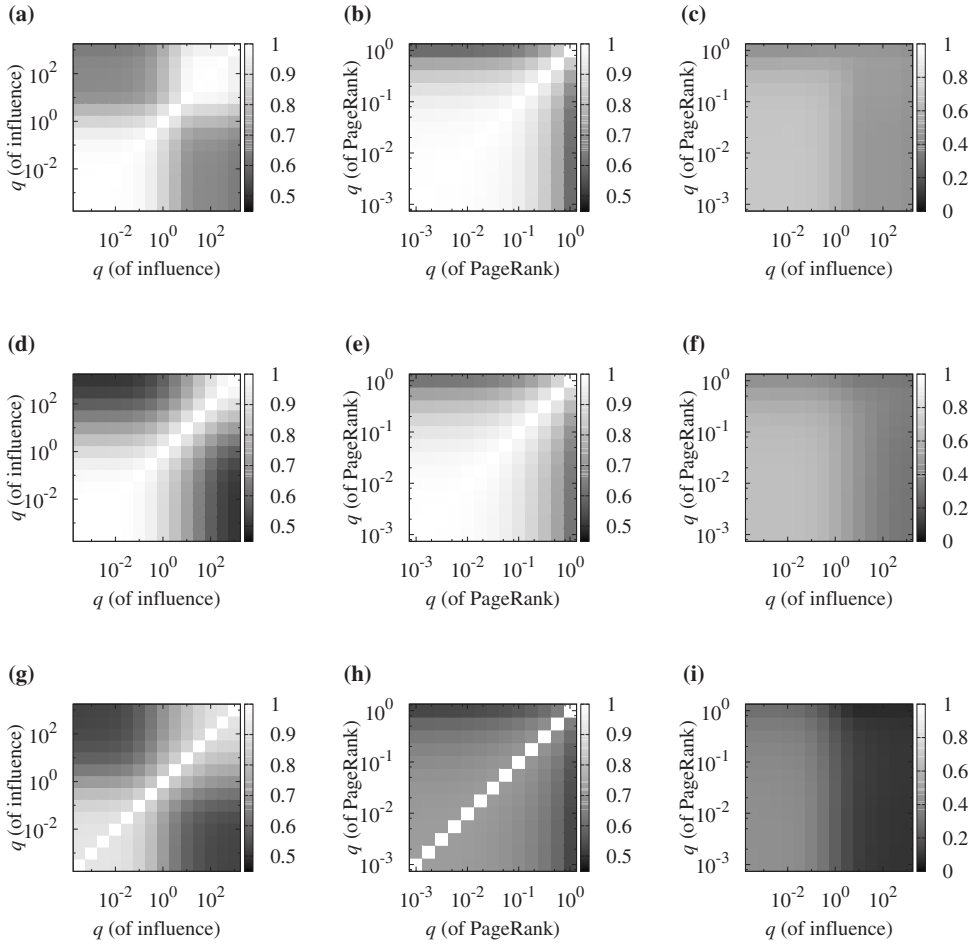 (a)
q (of influence)
10^2
10^0
10^-2
10^-2 10^0 10^2
q (of influence)
1
0.9
0.8
0.7
0.6
0.5
(b)
q (of PageRank)
10^0
10^-1
10^-2
10^-3
10^-3 10^-2 10^-1 10^0
q (of PageRank)
1
0.9
0.8
0.7
0.6
0.5
(c)
q (of PageRank)
10^0
10^-1
10^-2
10^-3
10^-2 10^0 10^2
q (of influence)
1
0.8
0.6
0.4
0.2
0
(d)
q (of influence)
10^2
10^0
10^-2
10^-2 10^0 10^2
q (of influence)
1
0.9
0.8
0.7
0.6
0.5
(e)
q (of PageRank)
10^0
10^-1
10^-2
10^-3
10^-3 10^-2 10^-1 10^0
q (of PageRank)
1
0.9
0.8
0.7
0.6
0.5
(f)
q (of PageRank)
10^0
10^-1
10^-2
10^-3
10^-2 10^0 10^2
q (of influence)
1
0.8
0.6
0.4
0.2
0
(g)
q (of influence)
10^2
10^0
10^-2
10^-2 10^0 10^2
q (of influence)
1
0.9
0.8
0.7
0.6
0.5
(h)
q (of PageRank)
10^0
10^-1
10^-2
10^-3
10^-3 10^-2 10^-1 10^0
q (of PageRank)
1
0.9
0.8
0.7
0.6
0.5
(i)
q (of PageRank)
10^0
10^-1
10^-2
10^-3
10^-2 10^0 10^2
q (of influence)
1
0.8
0.6
0.4
0.2
0